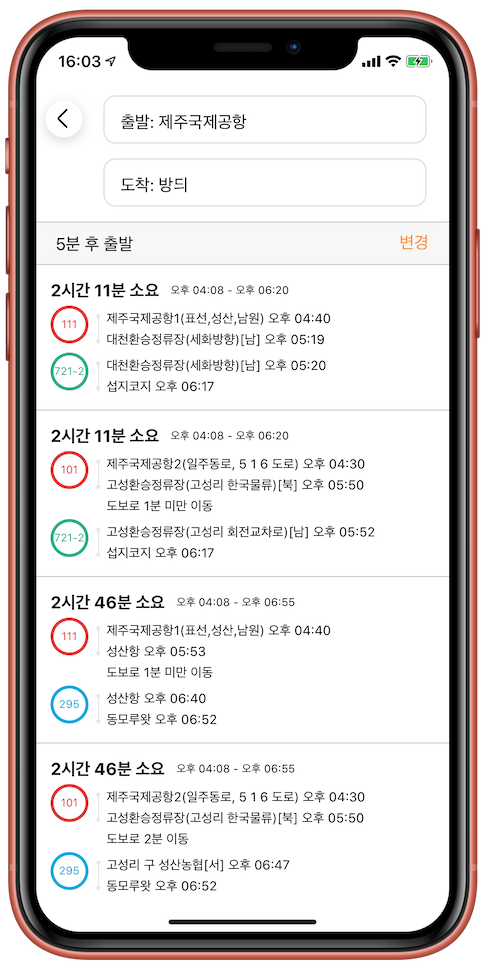 16:03
출발: 제주국제공항
도착: 방듸
5분 후 출발 변경
2시간 11분 소요 오후 04:08 - 오후 06:20
111
제주국제공항1(표선,성산,남원) 오후 04:40
대천환승정류장(세화방향)[남] 오후 05:19
721-2
대천환승정류장(세화방향)[남] 오후 05:20
섭지코지 오후 06:17
2시간 11분 소요 오후 04:08 - 오후 06:20
101
제주국제공항2(일주동로, 5 1 6 도로) 오후 04:30
고성환승정류장(고성리 한국물류)[북] 오후 05:50
도보로 1분 미만 이동
721-2
고성환승정류장(고성리 회전교차로)[남] 오후 05:52
섭지코지 오후 06:17
2시간 46분 소요 오후 04:08 - 오후 06:55
111
제주국제공항1(표선,성산,남원) 오후 04:40
성산항 오후 05:53
도보로 1분 미만 이동
295
성산항 오후 06:40
동모루왓 오후 06:52
2시간 46분 소요 오후 04:08 - 오후 06:55
101
제주국제공항2(일주동로, 5 1 6 도로) 오후 04:30
고성환승정류장(고성리 한국물류)[북] 오후 05:50
도보로 2분 이동
295
고성리 구 성산농협[서] 오후 06:47
동모루왓 오후 06:52